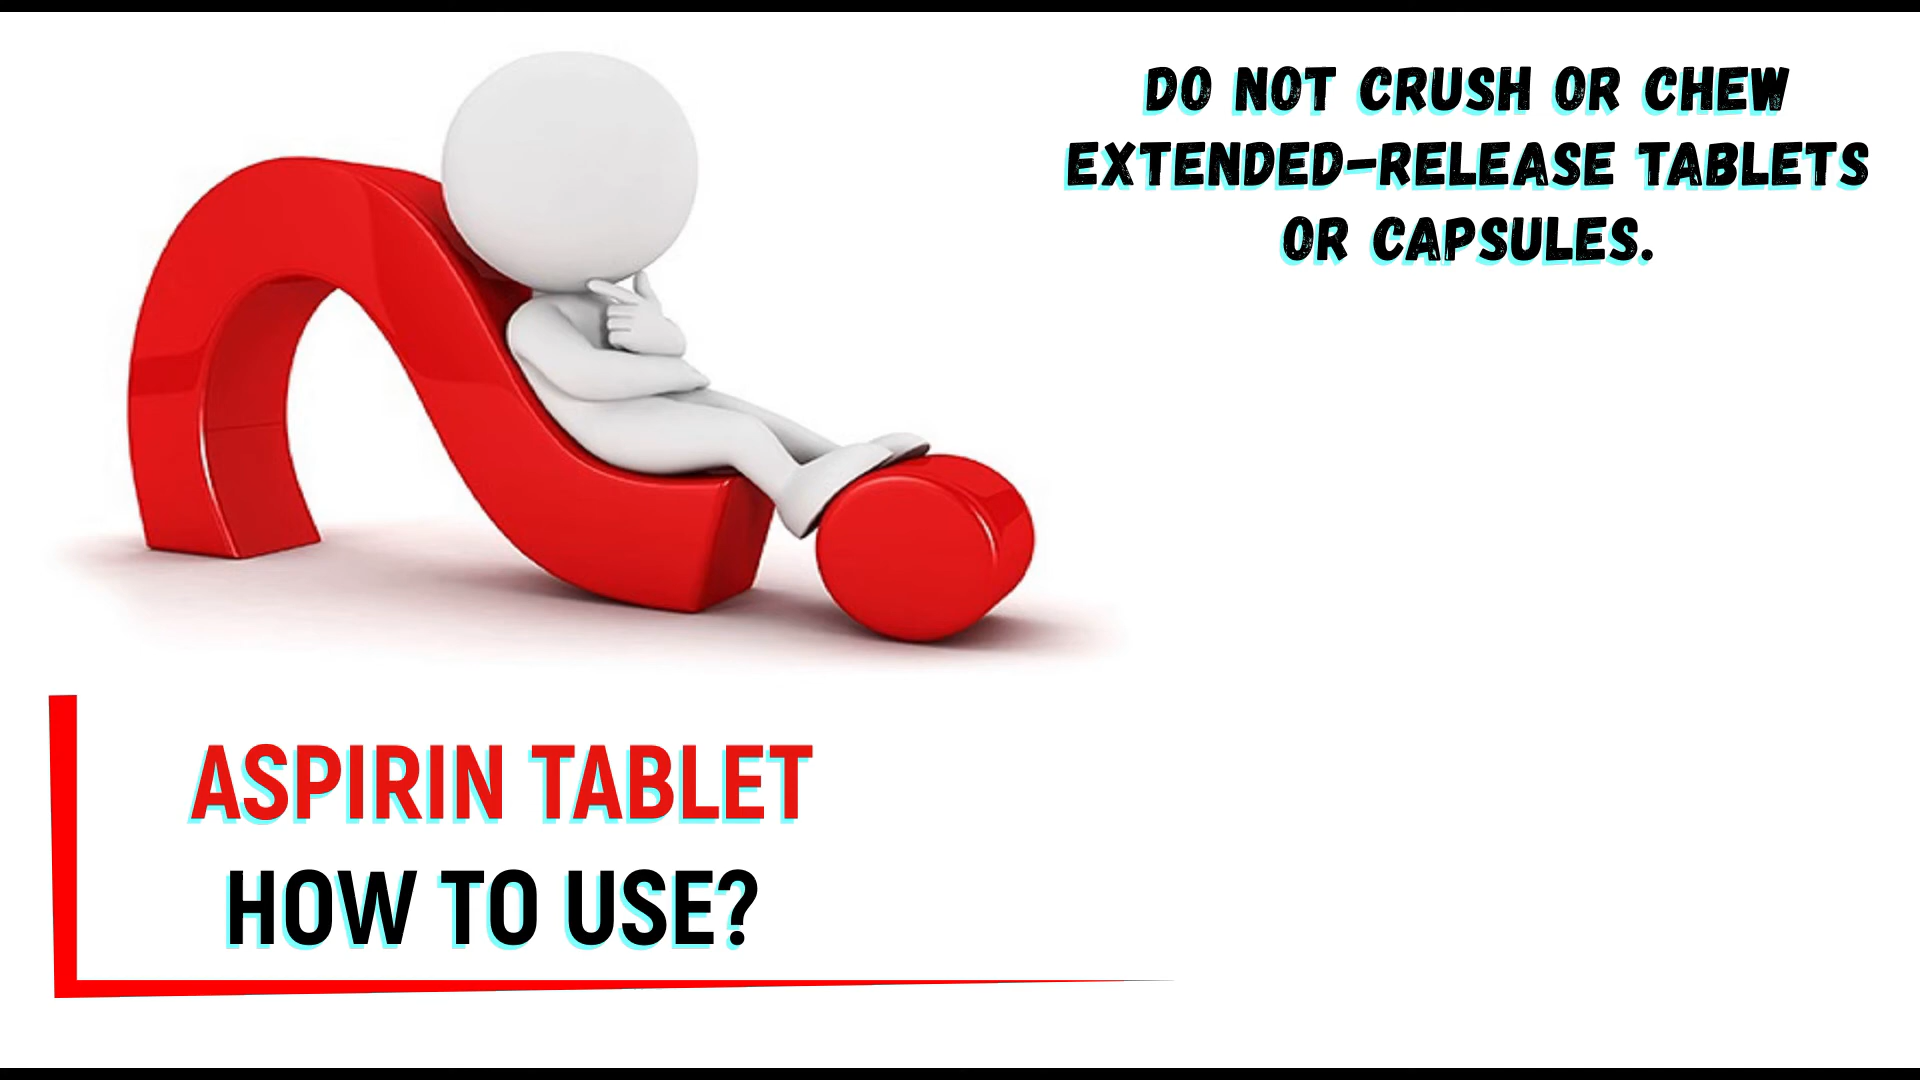 DO NOT CRUSH OR CHEW
EXTENDED-RELEASE TABLETS
OR CAPSULES.
ASPIRIN TABLET
HOW TO USE?